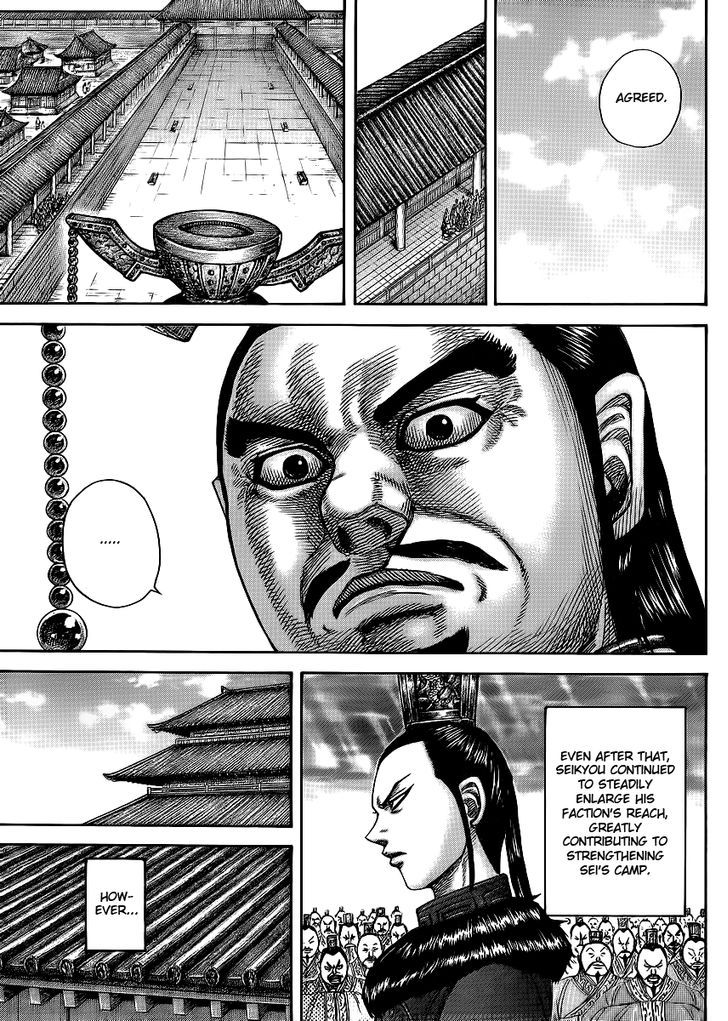 AGREED.
.....
EVEN AFTER THAT,
SEIKYOU CONTINUED
TO STEADILY
ENLARGE HIS
FACTION'S REACH,
GREATLY
CONTRIBUTING TO
STRENGTHENING
SEI'S CAMP.
HOW-
EVER...